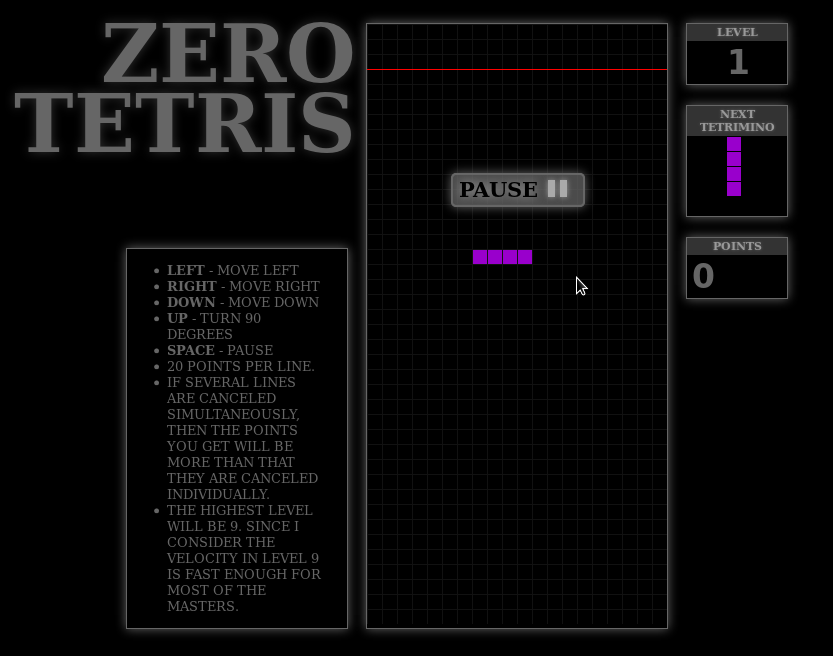 ZERO
TETRIS
LEFT - MOVE LEFT
RIGHT - MOVE RIGHT
DOWN - MOVE DOWN
UP - TURN 90
DEGREES
SPACE - PAUSE
20 POINTS PER LINE.
IF SEVERAL LINES
ARE CANCELED
SIMULTANEOUSLY,
THEN THE POINTS
YOU GET WILL BE
MORE THAN THAT
THEY ARE CANCELED
INDIVIDUALLY.
THE HIGHEST LEVEL
WILL BE 9. SINCE I
CONSIDER THE
VELOCITY IN LEVEL 9
IS FAST ENOUGH FOR
MOST OF THE
MASTERS.
PAUSE
LEVEL
1
NEXT
TETRIMINO
POINTS
0